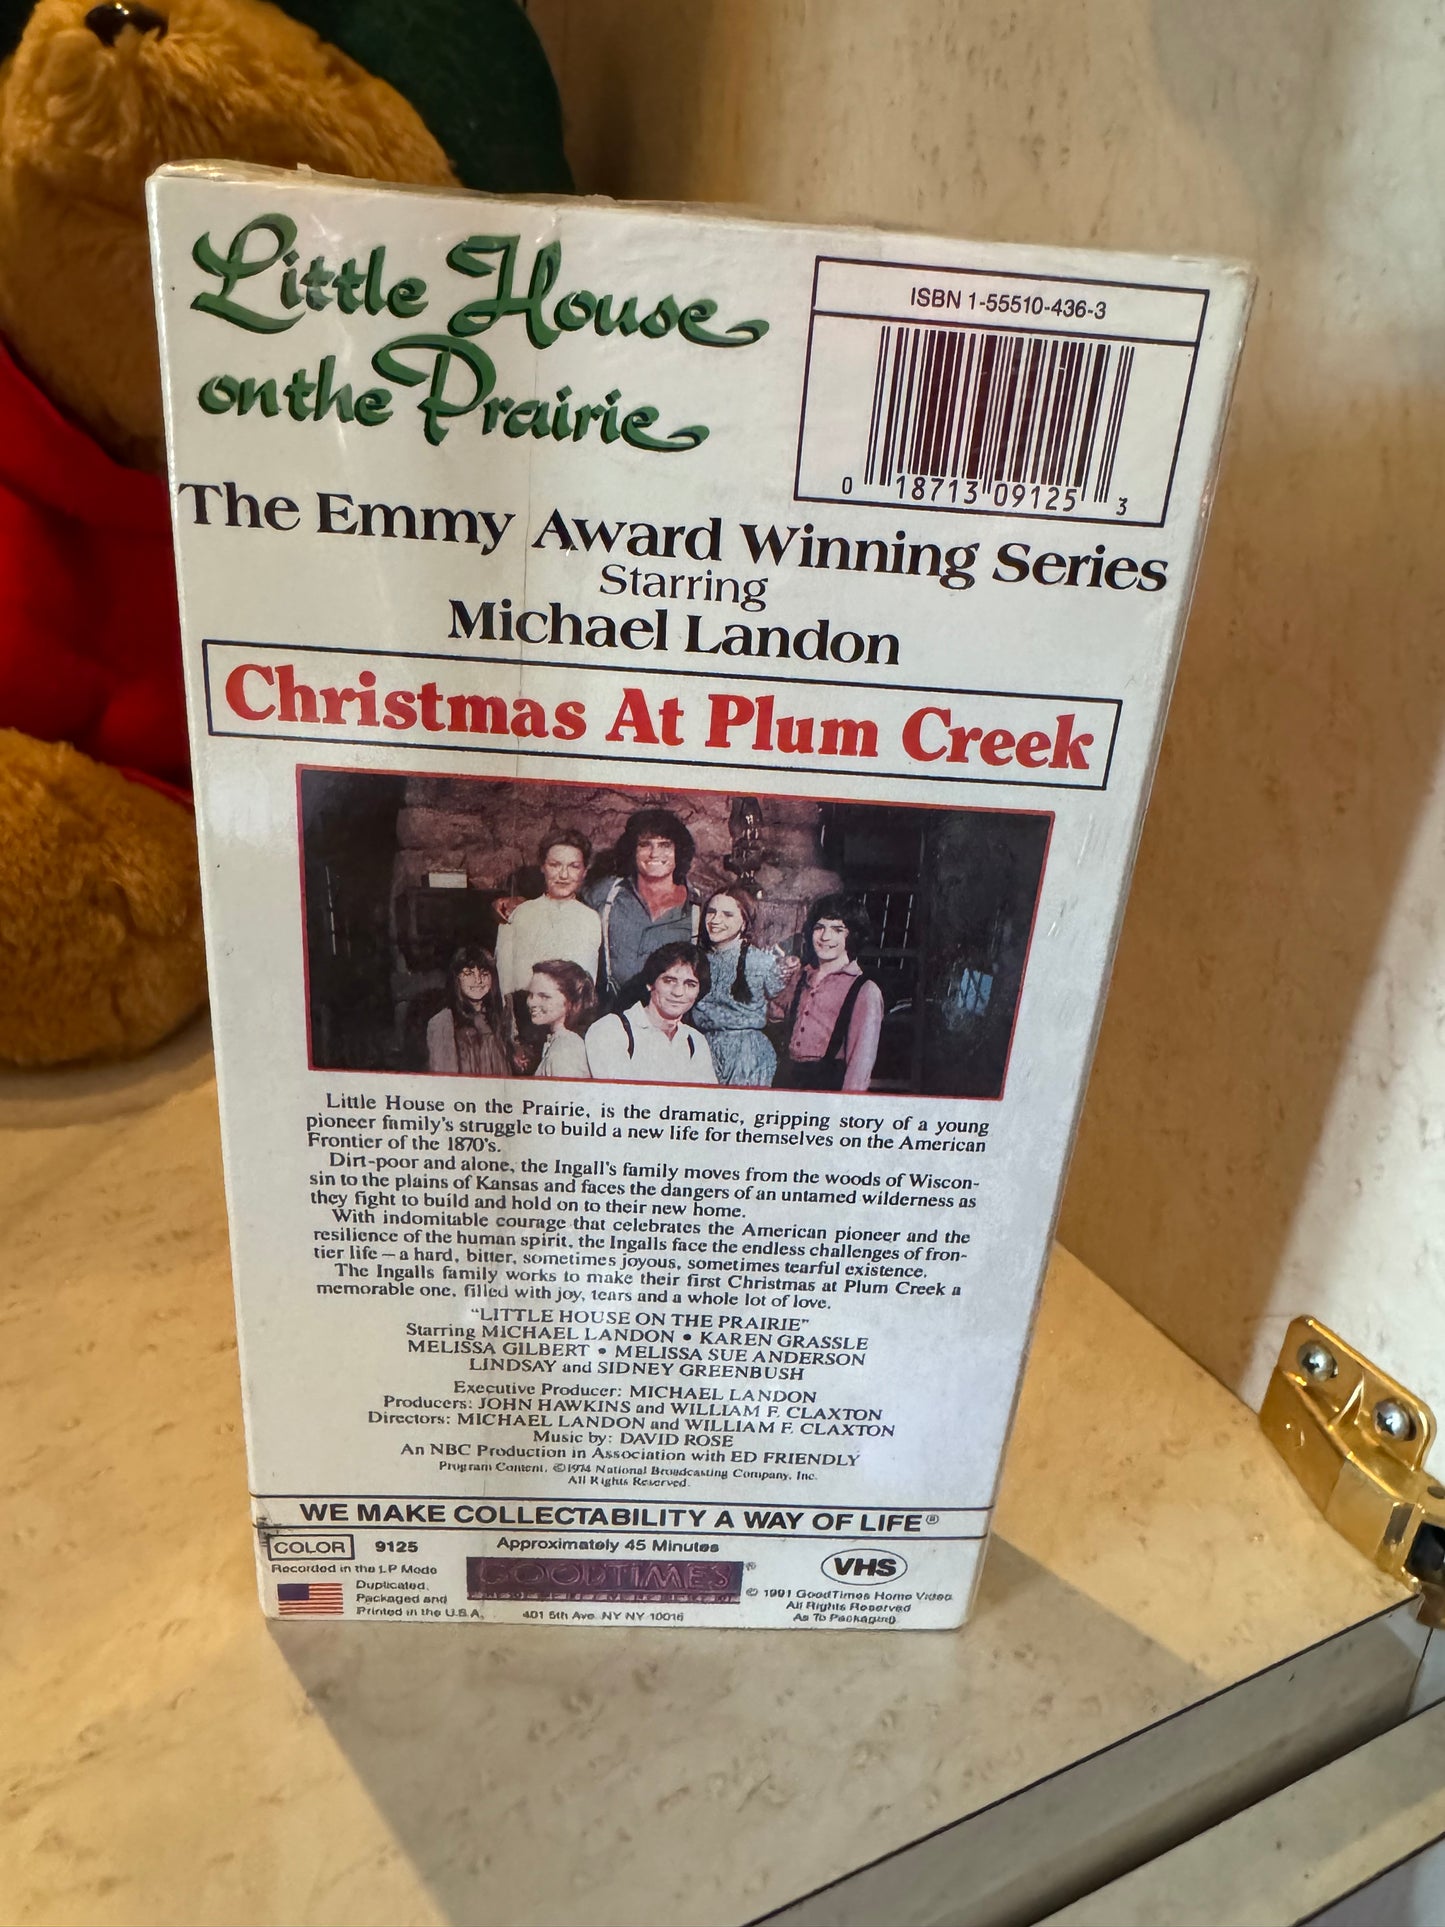 Little House
on the Prairie
ISBN 1-55510-436-3
0 18713 09125 3
The Emmy Award Winning Series
Starring
Michael Landon
Christmas At Plum Creek
Little House on the Prairie, is the dramatic, gripping story of a young
pioneer family's struggle to build a new life for themselves on the American
Frontier of the 1870's.
Dirt-poor and alone, the Ingall's family moves from the woods of Wiscon-
sin to the plains of Kansas and faces the dangers of an untamed wilderness as
they fight to build and hold on to their new home.
With indomitable courage that celebrates the American pioneer and the
resilience of the human spirit, the Ingalls face the endless challenges of fron-
tier life — a hard, bitter, sometimes joyous, sometimes tearful existence.
The Ingalls family works to make their first Christmas at Plum Creek a
memorable one, filled with joy, tears and a whole lot of love.
"LITTLE HOUSE ON THE PRAIRIE"
Starring MICHAEL LANDON • KAREN GRASSLE
MELISSA GILBERT • MELISSA SUE ANDERSON
LINDSAY and SIDNEY GREENBUSH
Executive Producer: MICHAEL LANDON
Producers: JOHN HAWKINS and WILLIAM F. CLAXTON
Directors: MICHAEL LANDON and WILLIAM F. CLAXTON
Music by: DAVID ROSE
An NBC Production in Association with ED FRIENDLY
Program Content, ©1974 National Broadcasting Company, Inc.
All Rights Reserved.
WE MAKE COLLECTABILITY A WAY OF LIFE®
COLOR 9125
Recorded in the LP Mode
Duplicated,
Packaged and
Printed in the U.S.A.
Approximately 45 Minutes
GOODTIMES®
401 5th Ave. NY NY 10016
VHS
© 1991 GoodTimes Home Video
All Rights Reserved
As To Packaging